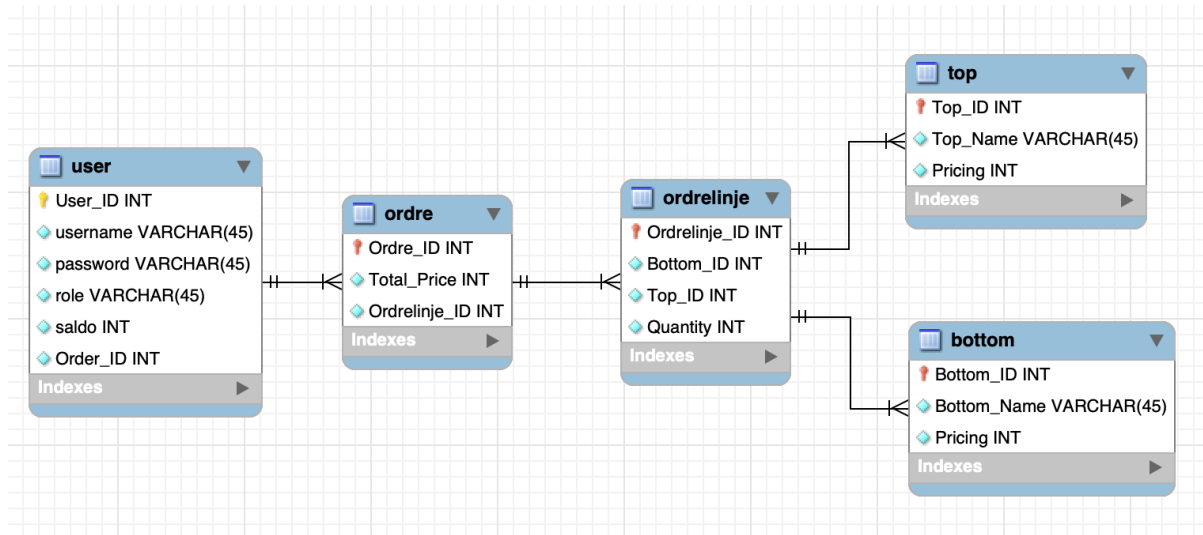 user
User_ID INT
username VARCHAR(45)
password VARCHAR(45)
role VARCHAR(45)
saldo INT
Order_ID INT
Indexes
ordre
Ordre_ID INT
Total_Price INT
Ordrelinje_ID INT
Indexes
ordrelinje
Ordrelinje_ID INT
Bottom_ID INT
Top_ID INT
Quantity INT
Indexes
top
Top_ID INT
Top_Name VARCHAR(45)
Pricing INT
Indexes
bottom
Bottom_ID INT
Bottom_Name VARCHAR(45)
Pricing INT
Indexes